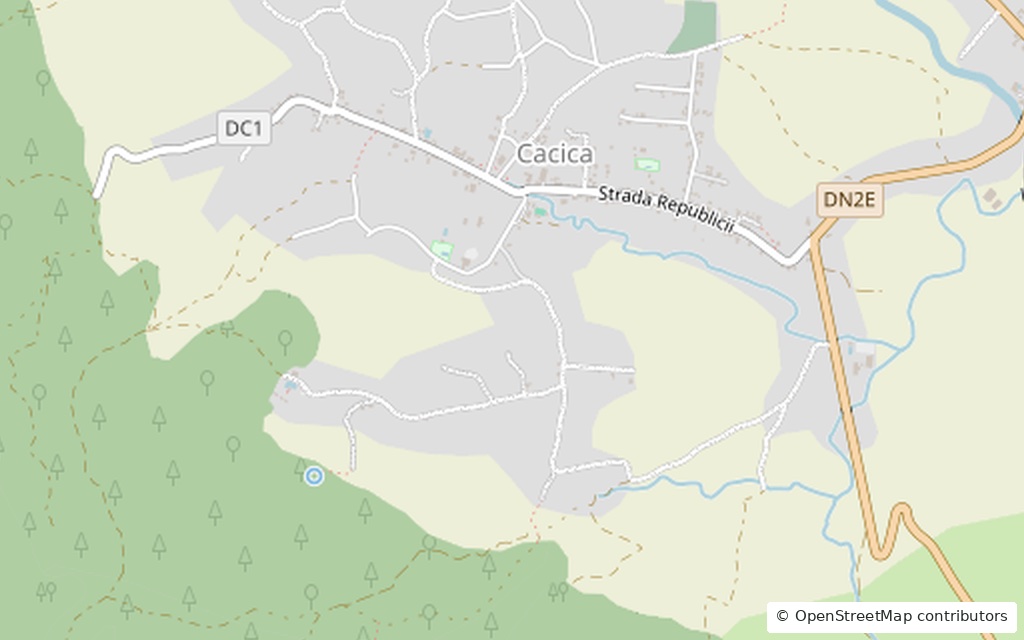 DC1
Cacica
Strada Republicii
DN2E
© OpenStreetMap contributors